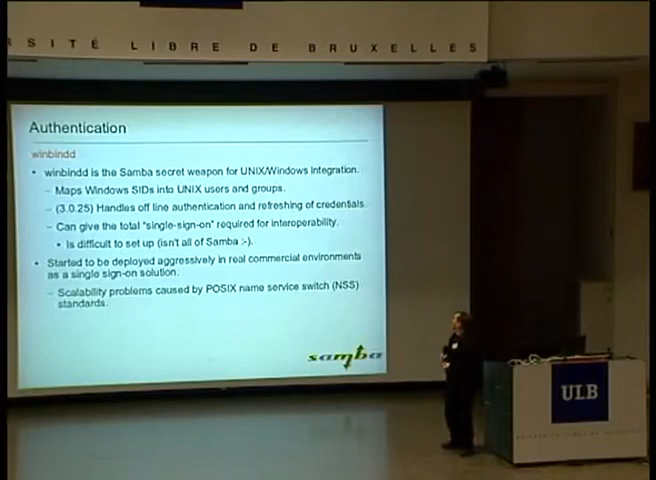 SITÉ LIBRE DE BRUXELLES
Authentication
winbindd
• winbindd is the Samba secret weapon for UNIX/Windows integration.
– Maps Windows SIDs into UNIX users and groups.
– (3.0.25) Handles off line authentication and refreshing of credentials.
– Can give the total "single-sign-on" required for interoperability.
• Is difficult to set up (isn't all of Samba :-).
• Started to be deployed aggressively in real commercial environments
as a single sign-on solution.
– Scalability problems caused by POSIX name service switch (NSS)
standards.
samba
ULB